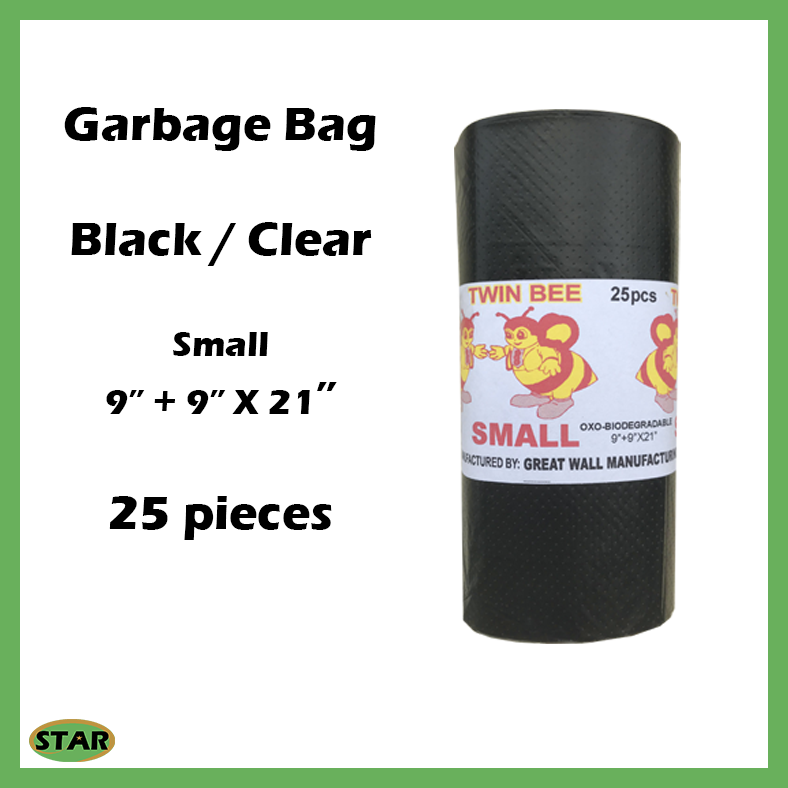 Garbage Bag
Black / Clear
Small
9” + 9” X 21”
25 pieces
TWIN BEE 25pcs
SMALL OXO-BIODEGRADABLE
9"+9"X21"
BY: GREAT WALL
STAR